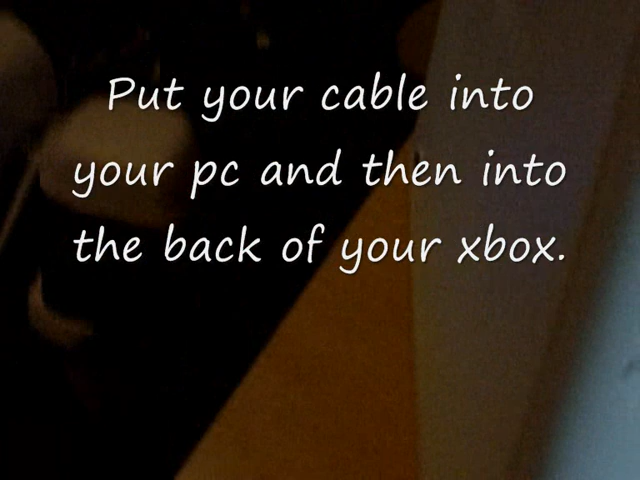 Put your cable into
your pc and then into
the back of your xbox.